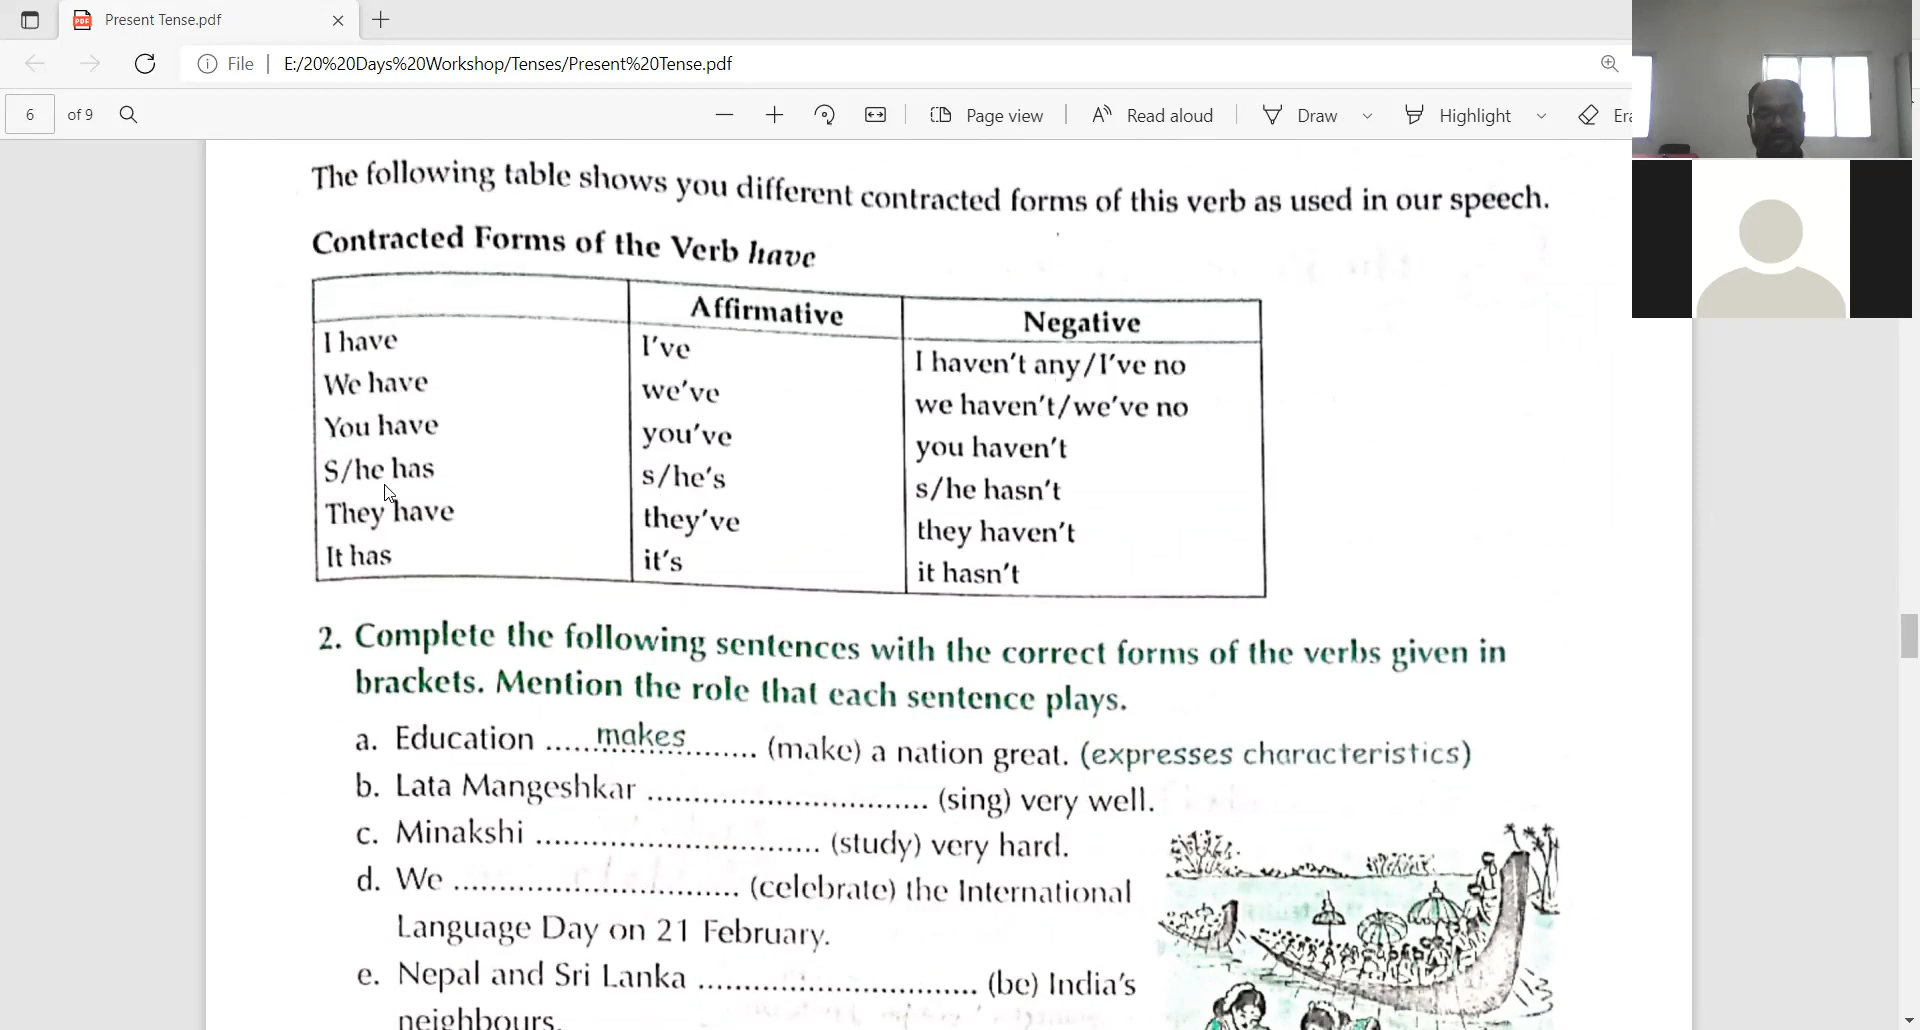 Present Tense.pdf
File | E:/20%20Days%20Workshop/Tenses/Present%20Tense.pdf
6 of 9 Page view Read aloud Draw Highlight
The following table shows you different contracted forms of this verb as used in our speech.
Contracted Forms of the Verb have
Affirmative Negative
I have I've I haven't any/I've no
We have we've we haven't/we've no
You have you've you haven't
S/he has s/he's s/he hasn't
They have they've they haven't
It has it's it hasn't
2. Complete the following sentences with the correct forms of the verbs given in
brackets. Mention the role that each sentence plays.
a. Education .....makes........ (make) a nation great. (expresses characteristics)
b. Lata Mangeshkar .............................. (sing) very well.
c. Minakshi .............................. (study) very hard.
d. We .............................. (celebrate) the International
Language Day on 21 February.
e. Nepal and Sri Lanka .............................. (be) India's
neighbours.